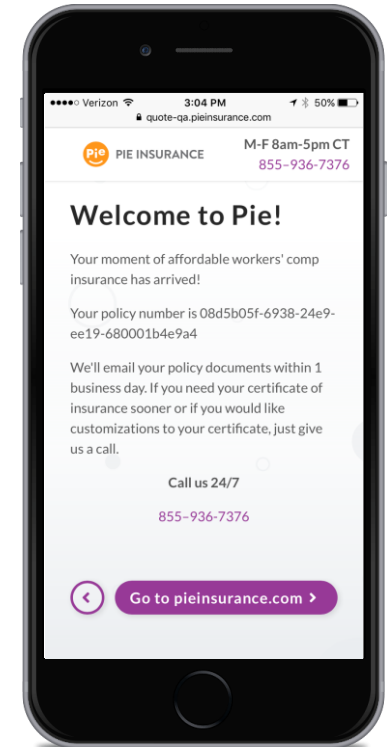 ●●●●○ Verizon 3:04 PM 50%
quote-qa.pieinsurance.com
Pie PIE INSURANCE
M-F 8am-5pm CT
855–936-7376
Welcome to Pie!
Your moment of affordable workers' comp
insurance has arrived!
Your policy number is 08d5b05f-6938-24e9-
ee19-680001b4e9a4
We'll email your policy documents within 1
business day. If you need your certificate of
insurance sooner or if you would like
customizations to your certificate, just give
us a call.
Call us 24/7
855–936-7376
Go to pieinsurance.com